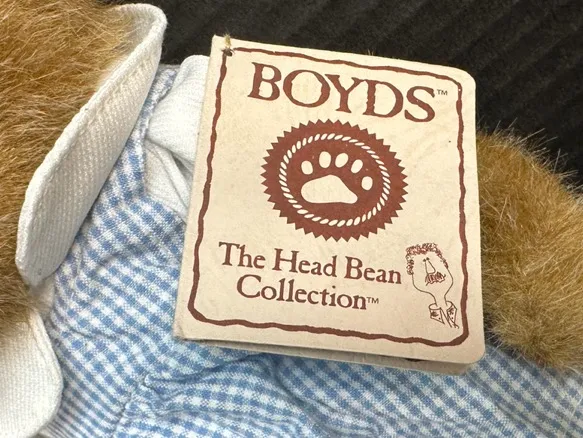 BOYDS™
The Head Bean
Collection™